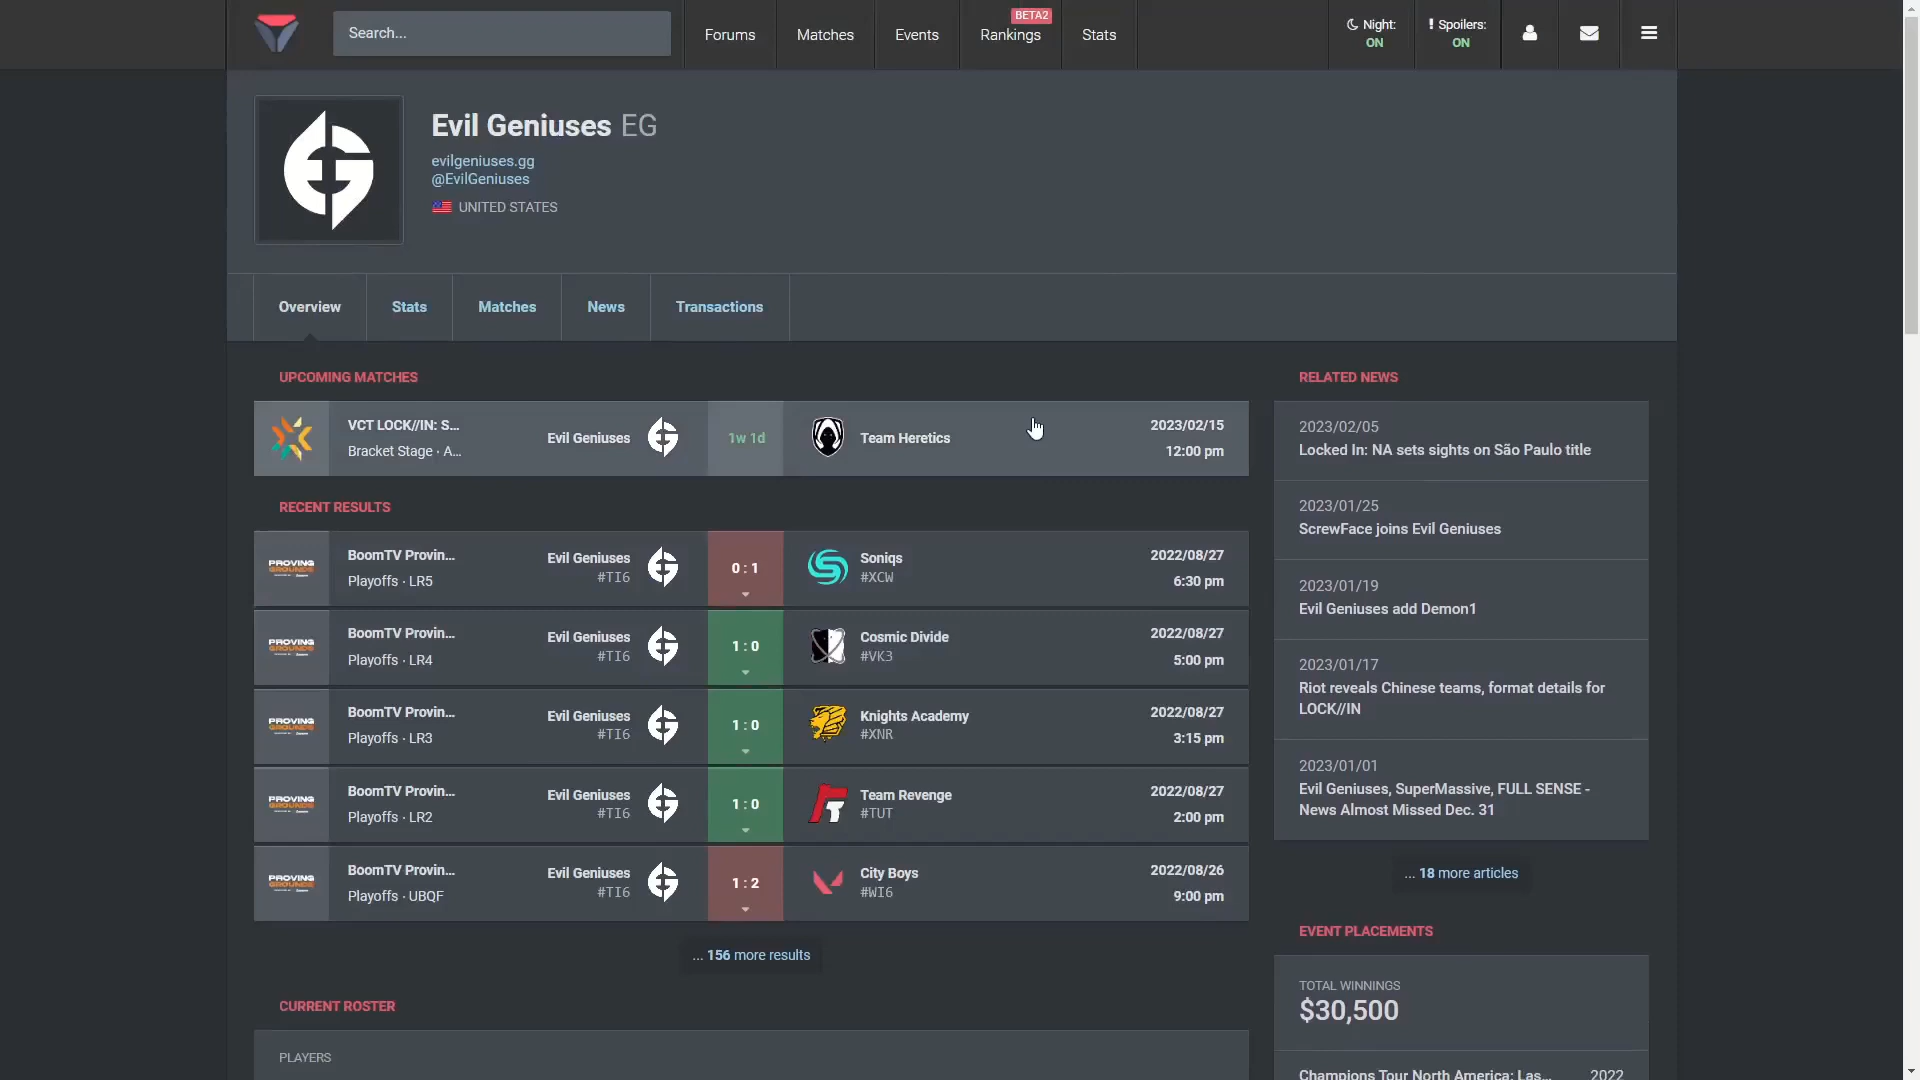 Search...
Forums
Matches
Events
BETA2
Rankings
Stats
Night:
ON
Spoilers:
ON
Evil Geniuses EG
evilgeniuses.gg
@EvilGeniuses
UNITED STATES
Overview
Stats
Matches
News
Transactions
UPCOMING MATCHES
VCT LOCK//IN: S...
Bracket Stage · A...
Evil Geniuses
1w 1d
Team Heretics
2023/02/15
12:00 pm
RECENT RESULTS
PROVING
GROUNDS
BoomTV Provin...
Playoffs · LR5
Evil Geniuses
#TI6
0 : 1
Soniqs
#XCW
2022/08/27
6:30 pm
PROVING
GROUNDS
BoomTV Provin...
Playoffs · LR4
Evil Geniuses
#TI6
1 : 0
Cosmic Divide
#VK3
2022/08/27
5:00 pm
PROVING
GROUNDS
BoomTV Provin...
Playoffs · LR3
Evil Geniuses
#TI6
1 : 0
Knights Academy
#XNR
2022/08/27
3:15 pm
PROVING
GROUNDS
BoomTV Provin...
Playoffs · LR2
Evil Geniuses
#TI6
1 : 0
Team Revenge
#TUT
2022/08/27
2:00 pm
PROVING
GROUNDS
BoomTV Provin...
Playoffs · UBQF
Evil Geniuses
#TI6
1 : 2
City Boys
#WI6
2022/08/26
9:00 pm
... 156 more results
CURRENT ROSTER
PLAYERS
RELATED NEWS
2023/02/05
Locked In: NA sets sights on São Paulo title
2023/01/25
ScrewFace joins Evil Geniuses
2023/01/19
Evil Geniuses add Demon1
2023/01/17
Riot reveals Chinese teams, format details for
LOCK//IN
2023/01/01
Evil Geniuses, SuperMassive, FULL SENSE -
News Almost Missed Dec. 31
... 18 more articles
EVENT PLACEMENTS
TOTAL WINNINGS
$30,500
Champions Tour North America: Las...
2022